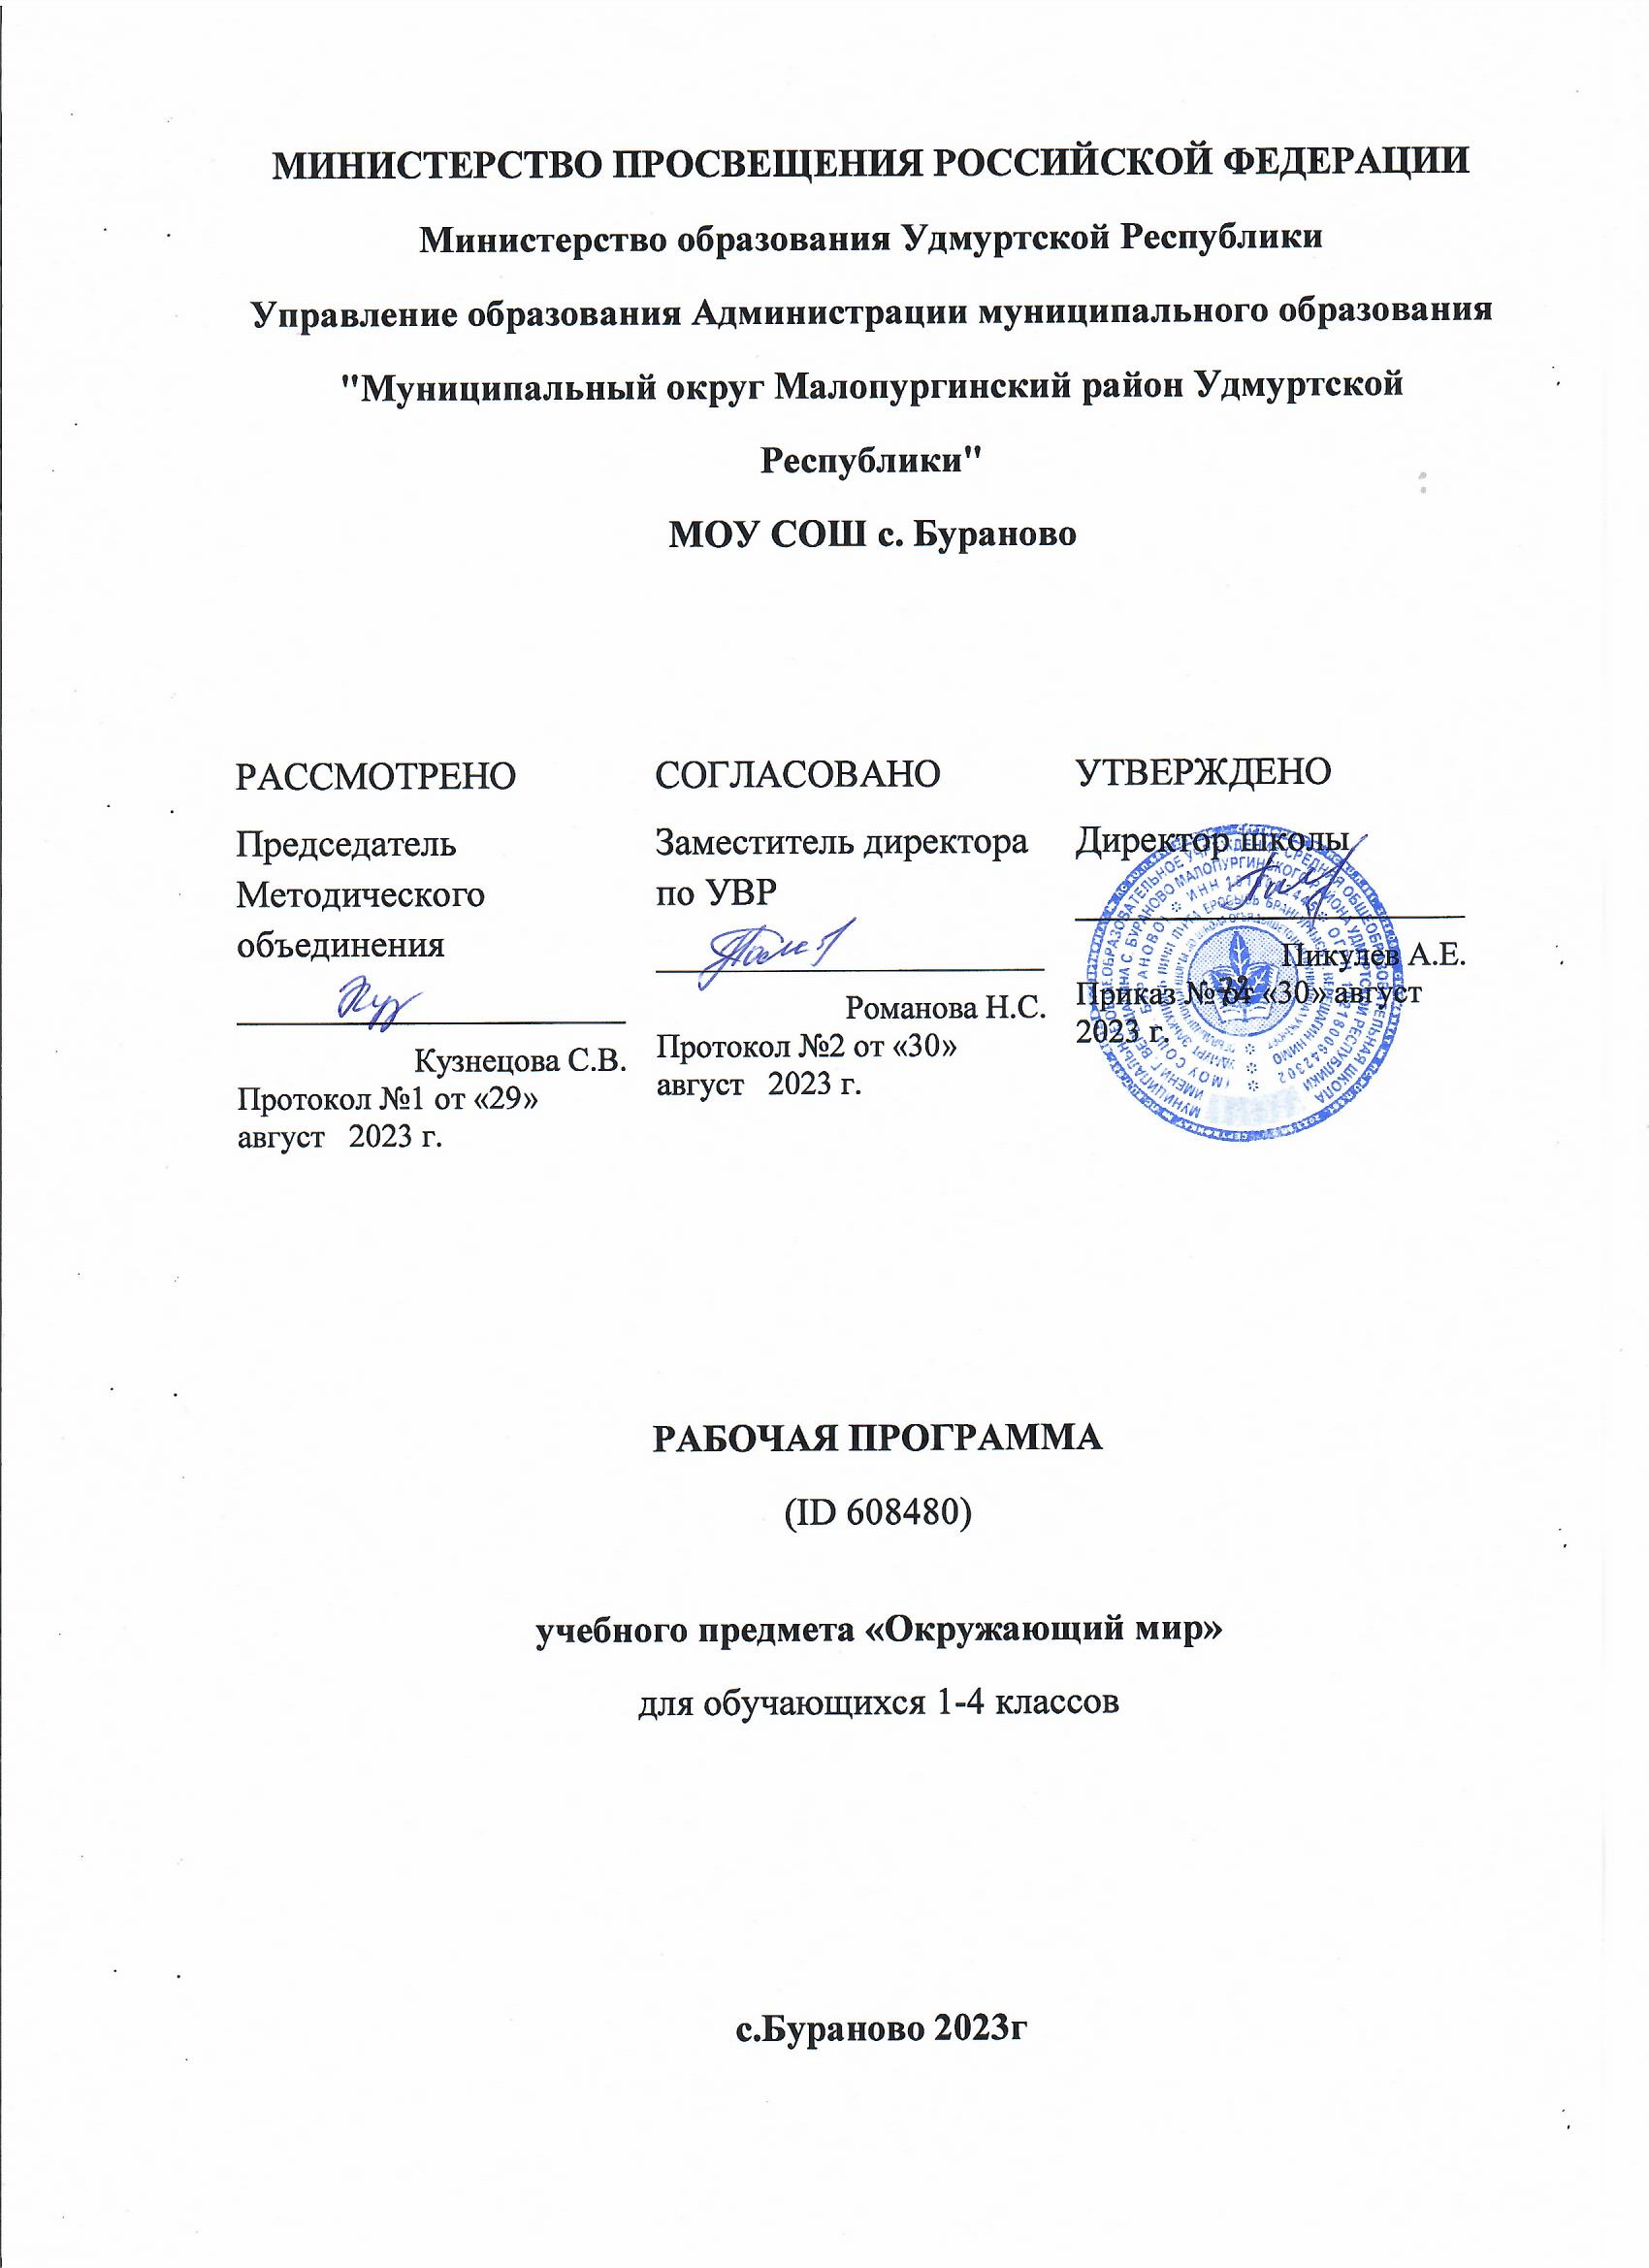 МИНИСТЕРСТВО ПРОСВЕЩЕНИЯ РОССИЙСКОЙ ФЕДЕРАЦИИ
Министерство образования Удмуртской Республики
Управление образования Администрации муниципального образования
"Муниципальный округ Малопургинский район Удмуртской
Республики"
МОУ СОШ с. Бураново
РАССМОТРЕНО
Председатель
Методического
объединения
Кузнецова С.В.
Протокол №1 от «29»
август 2023 г.
СОГЛАСОВАНО
Заместитель директора
по УВР
Романова Н.С.
Протокол №2 от «30»
август 2023 г.
УТВЕРЖДЕНО
Директор школы
Пикулев А.Е.
Приказ № от «30» август
2023 г.
РАБОЧАЯ ПРОГРАММА
(ID 608480)
учебного предмета «Окружающий мир»
для обучающихся 1-4 классов
с.Бураново 2023г